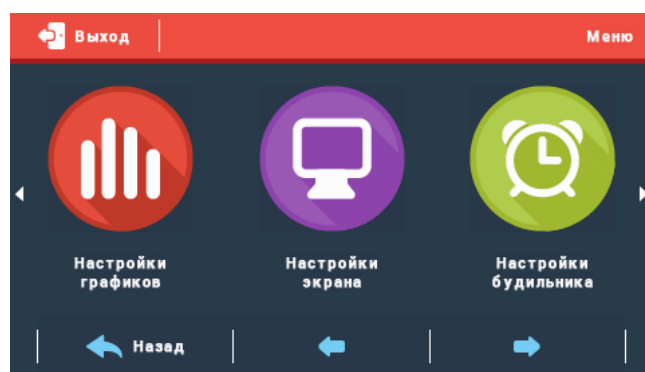 Выход
Меню
Настройки
графиков
Настройки
экрана
Настройки
будильника
Назад